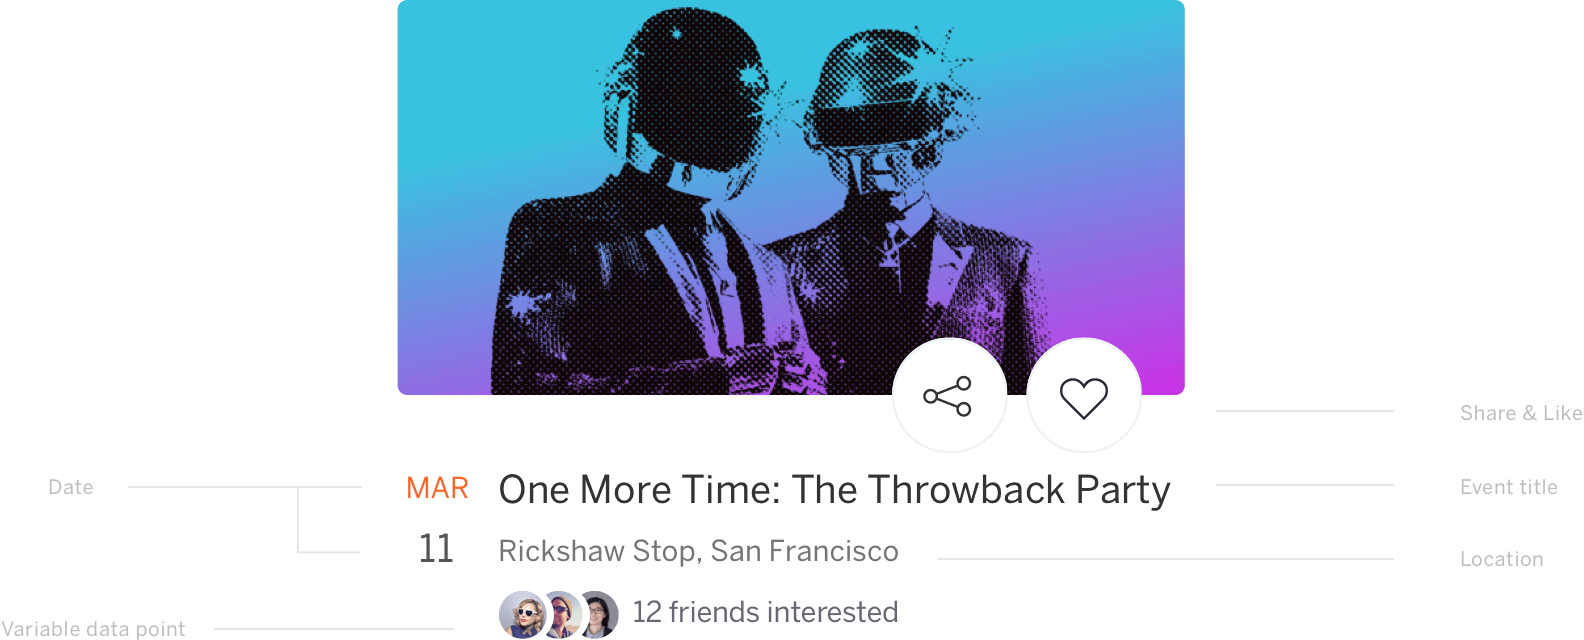 Share & Like
Date
MAR
One More Time: The Throwback Party
Event title
11
Rickshaw Stop, San Francisco
Location
12 friends interested
Variable data point